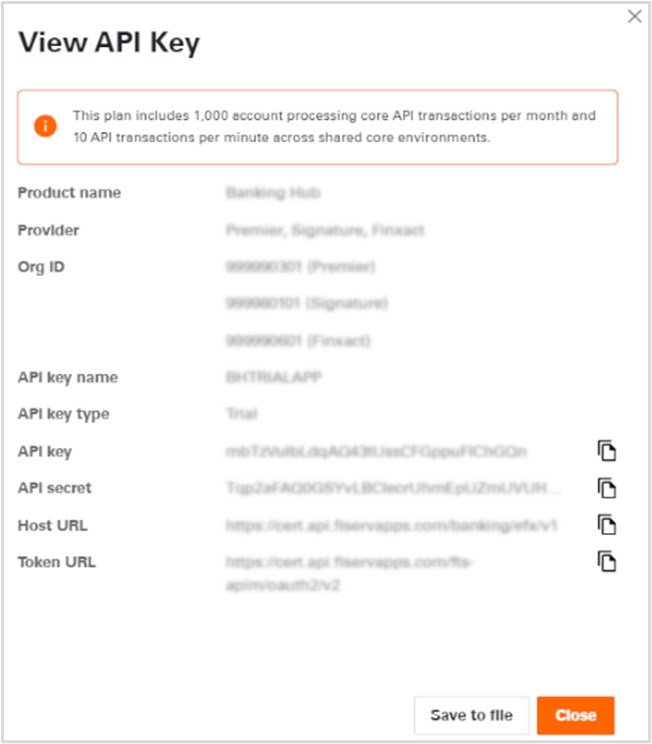 View API Key
This plan includes 1,000 account processing core API transactions per month and
10 API transactions per minute across shared core environments.
Product name Banking Hub
Provider Premier, Signature, Finxact
Org ID 999990301 (Premier)
999980101 (Signature)
999990601 (Finxact)
API key name BHTRIALAPP
API key type Trial
API key
API secret
Host URL https://cert.api.fiservapps.com/banking/efx/v1
Token URL https://cert.api.fiservapps.com/fts-
apim/oauth2/v2
Save to file
Close